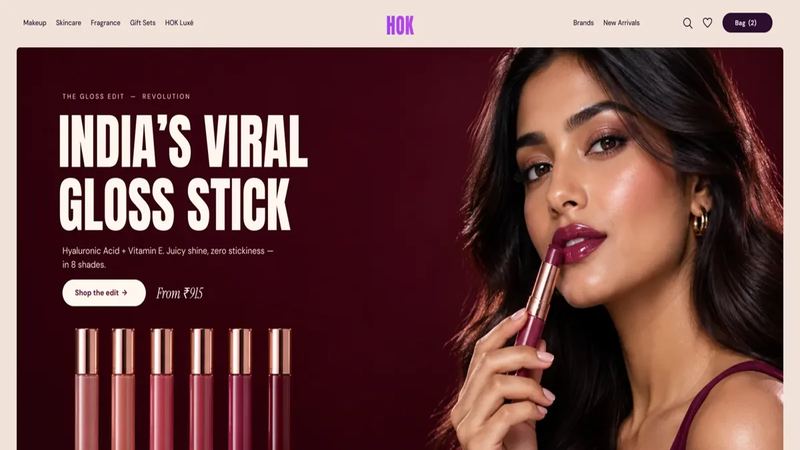 Makeup Skincare Fragrance Gift Sets HOK Luxé
HOK
Brands New Arrivals
Bag (2)
THE GLOSS EDIT — REVOLUTION
INDIA'S VIRAL
GLOSS STICK
Hyaluronic Acid + Vitamin E. Juicy shine, zero stickiness —
in 8 shades.
Shop the edit →
From ₹915